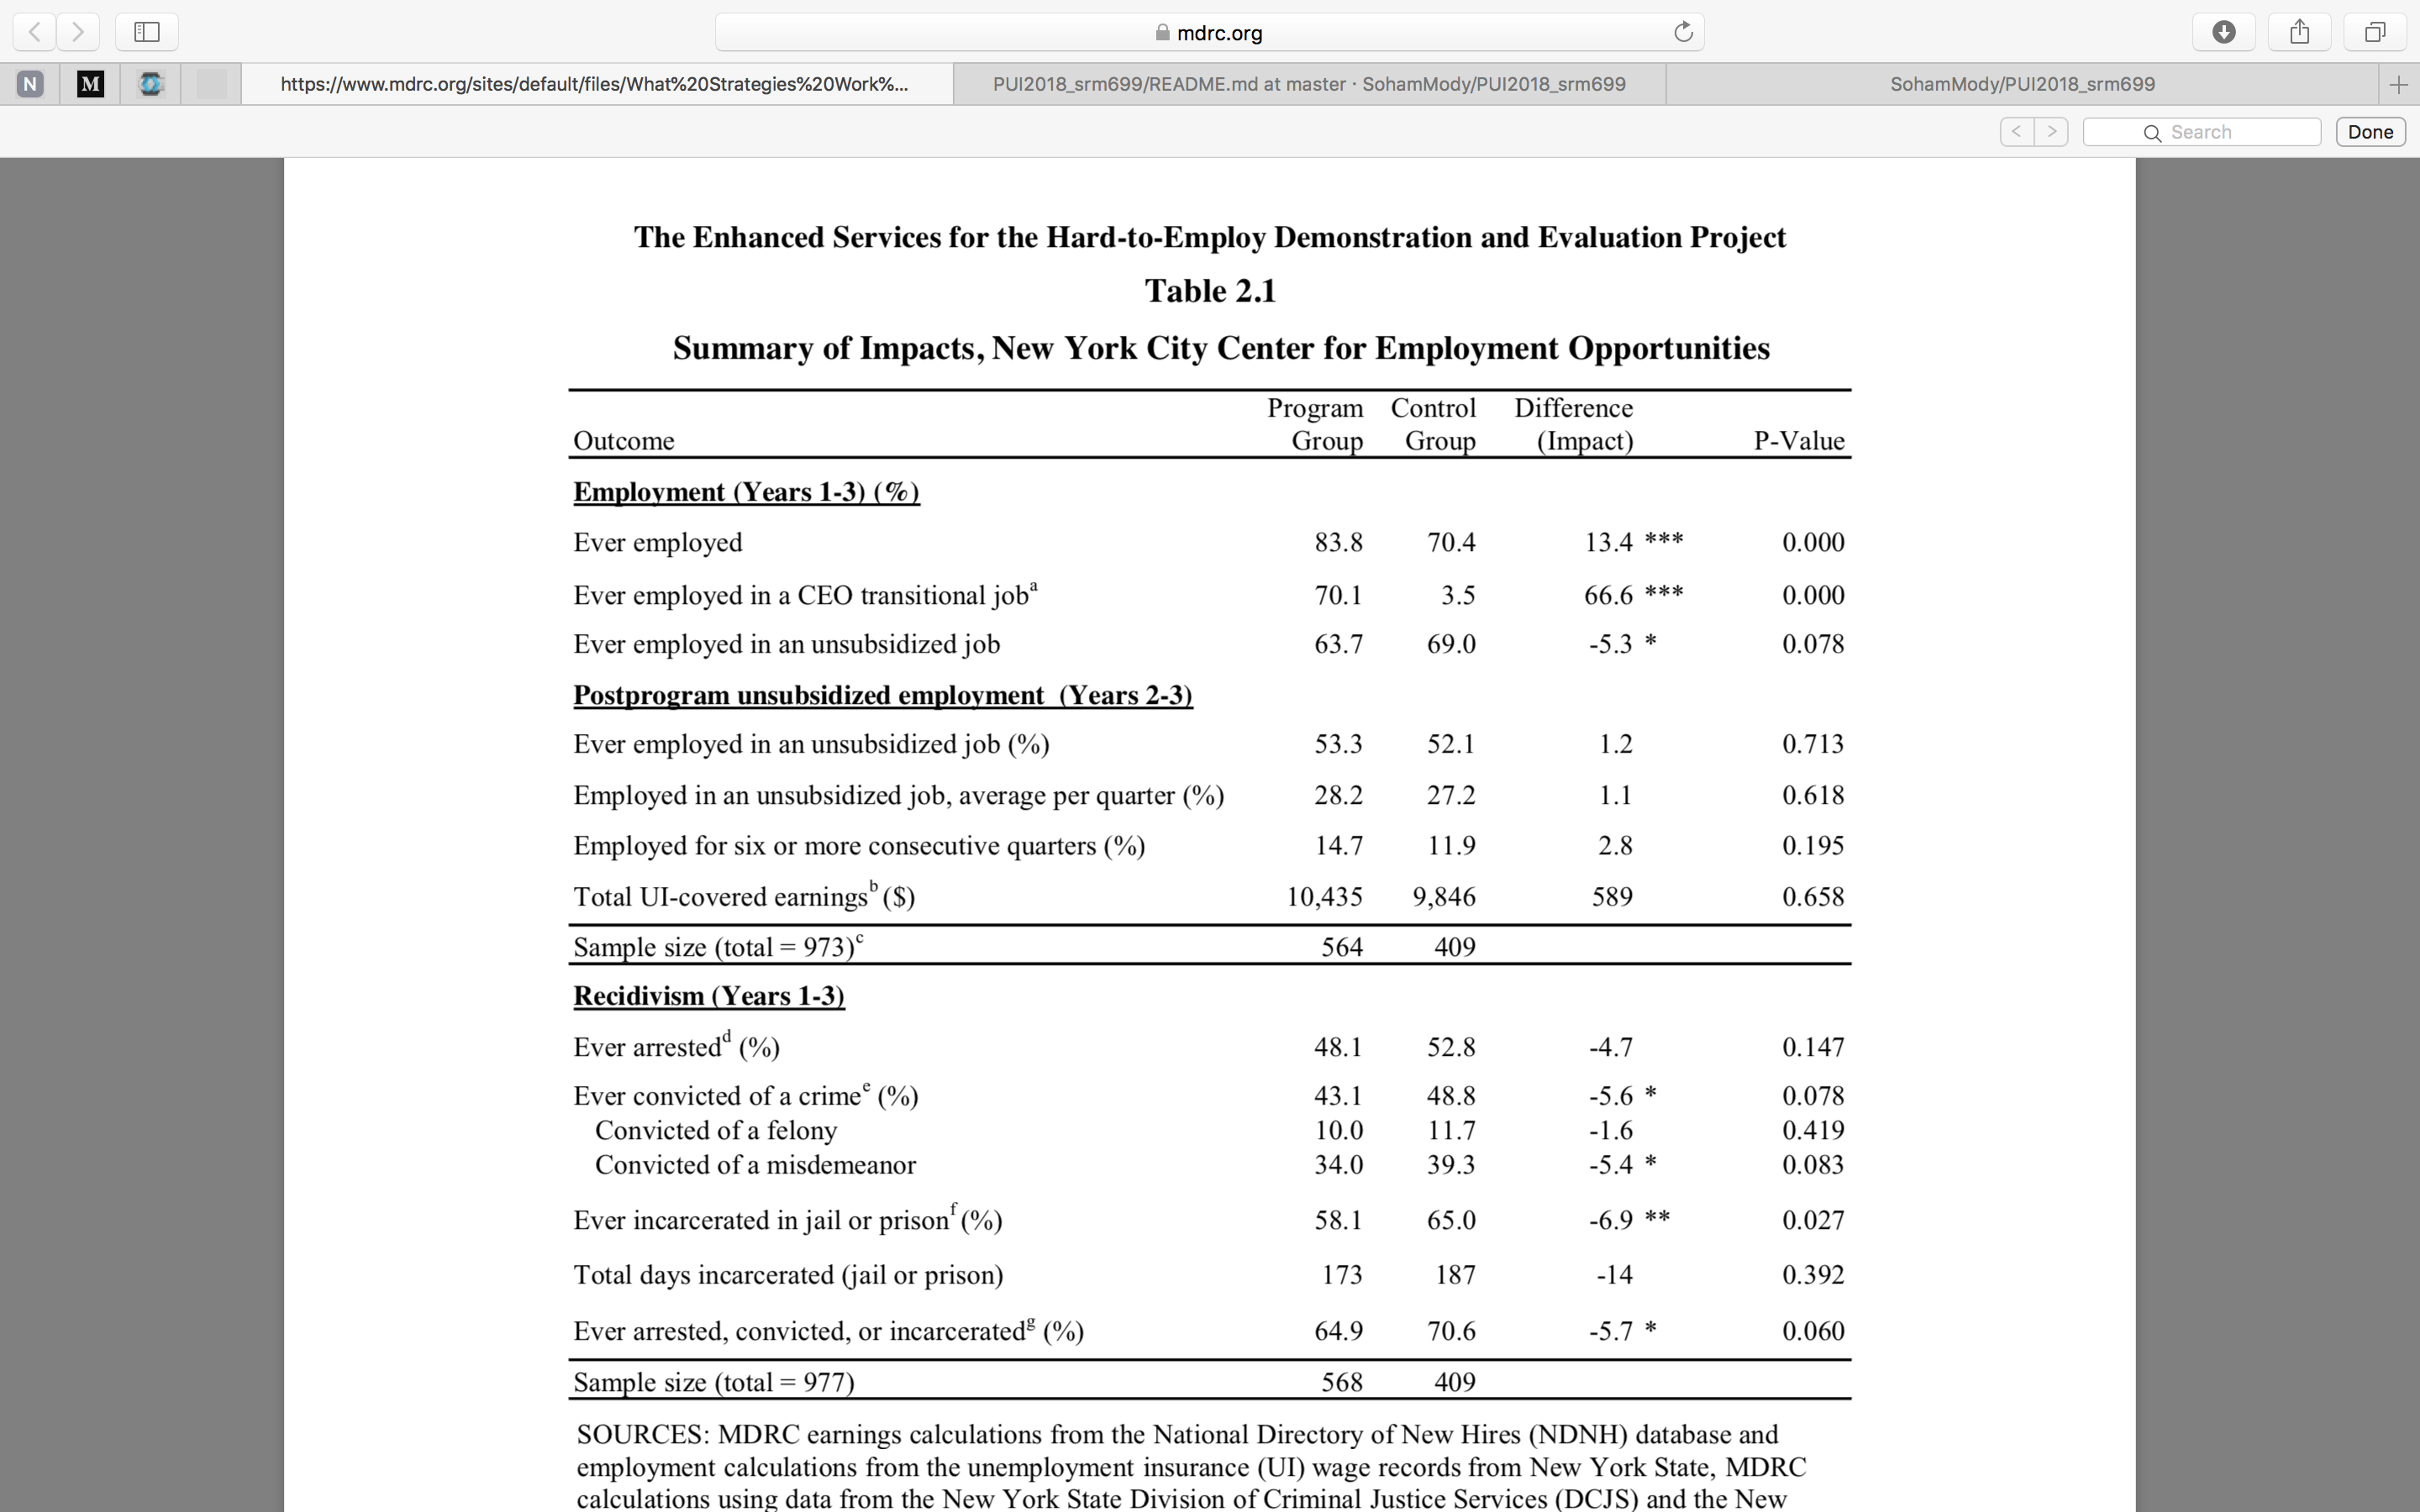 mdrc.org
N M https://www.mdrc.org/sites/default/files/What%20Strategies%20Work%... PUI2018_srm699/README.md at master · SohamMody/PUI2018_srm699 SohamMody/PUI2018_srm699
Search Done
The Enhanced Services for the Hard-to-Employ Demonstration and Evaluation Project
Table 2.1
Summary of Impacts, New York City Center for Employment Opportunities
Program Control Difference
Outcome Group Group (Impact) P-Value
Employment (Years 1-3) (%)
Ever employed 83.8 70.4 13.4 *** 0.000
Ever employed in a CEO transitional job^a 70.1 3.5 66.6 *** 0.000
Ever employed in an unsubsidized job 63.7 69.0 -5.3 * 0.078
Postprogram unsubsidized employment (Years 2-3)
Ever employed in an unsubsidized job (%) 53.3 52.1 1.2 0.713
Employed in an unsubsidized job, average per quarter (%) 28.2 27.2 1.1 0.618
Employed for six or more consecutive quarters (%) 14.7 11.9 2.8 0.195
Total UI-covered earnings^b ($) 10,435 9,846 589 0.658
Sample size (total = 973)^c 564 409
Recidivism (Years 1-3)
Ever arrested^d (%) 48.1 52.8 -4.7 0.147
Ever convicted of a crime^e (%) 43.1 48.8 -5.6 * 0.078
Convicted of a felony 10.0 11.7 -1.6 0.419
Convicted of a misdemeanor 34.0 39.3 -5.4 * 0.083
Ever incarcerated in jail or prison^f (%) 58.1 65.0 -6.9 ** 0.027
Total days incarcerated (jail or prison) 173 187 -14 0.392
Ever arrested, convicted, or incarcerated^g (%) 64.9 70.6 -5.7 * 0.060
Sample size (total = 977) 568 409
SOURCES: MDRC earnings calculations from the National Directory of New Hires (NDNH) database and
employment calculations from the unemployment insurance (UI) wage records from New York State, MDRC
calculations using data from the New York State Division of Criminal Justice Services (DCJS) and the New